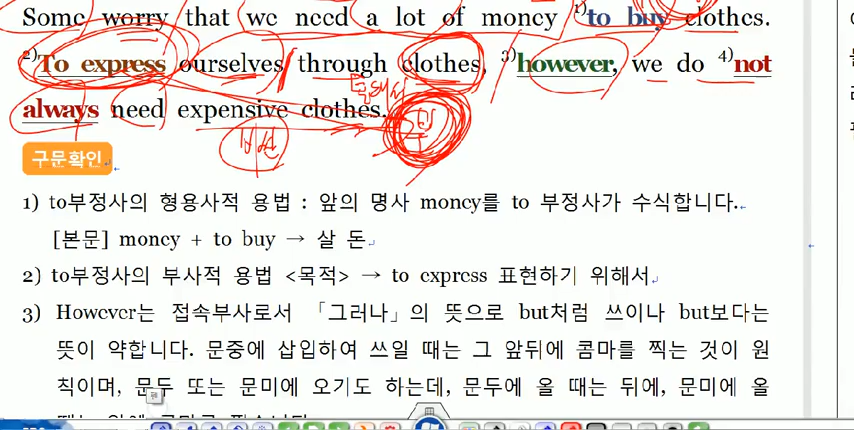 Some worry that we need a lot of money 1)to buy clothes.
2)To express ourselves through clothes, 3)however, we do 4)not
always need expensive clothes.
비싼
구문확인
1) to부정사의 형용사적 용법 : 앞의 명사 money를 to 부정사가 수식합니다.
[본문] money + to buy → 살 돈
2) to부정사의 부사적 용법 <목적> → to express 표현하기 위해서
3) However는 접속부사로서 「그러나」의 뜻으로 but처럼 쓰이나 but보다는
뜻이 약합니다. 문중에 삽입하여 쓰일 때는 그 앞뒤에 콤마를 찍는 것이 원
칙이며, 문두 또는 문미에 오기도 하는데, 문두에 올 때는 뒤에, 문미에 올